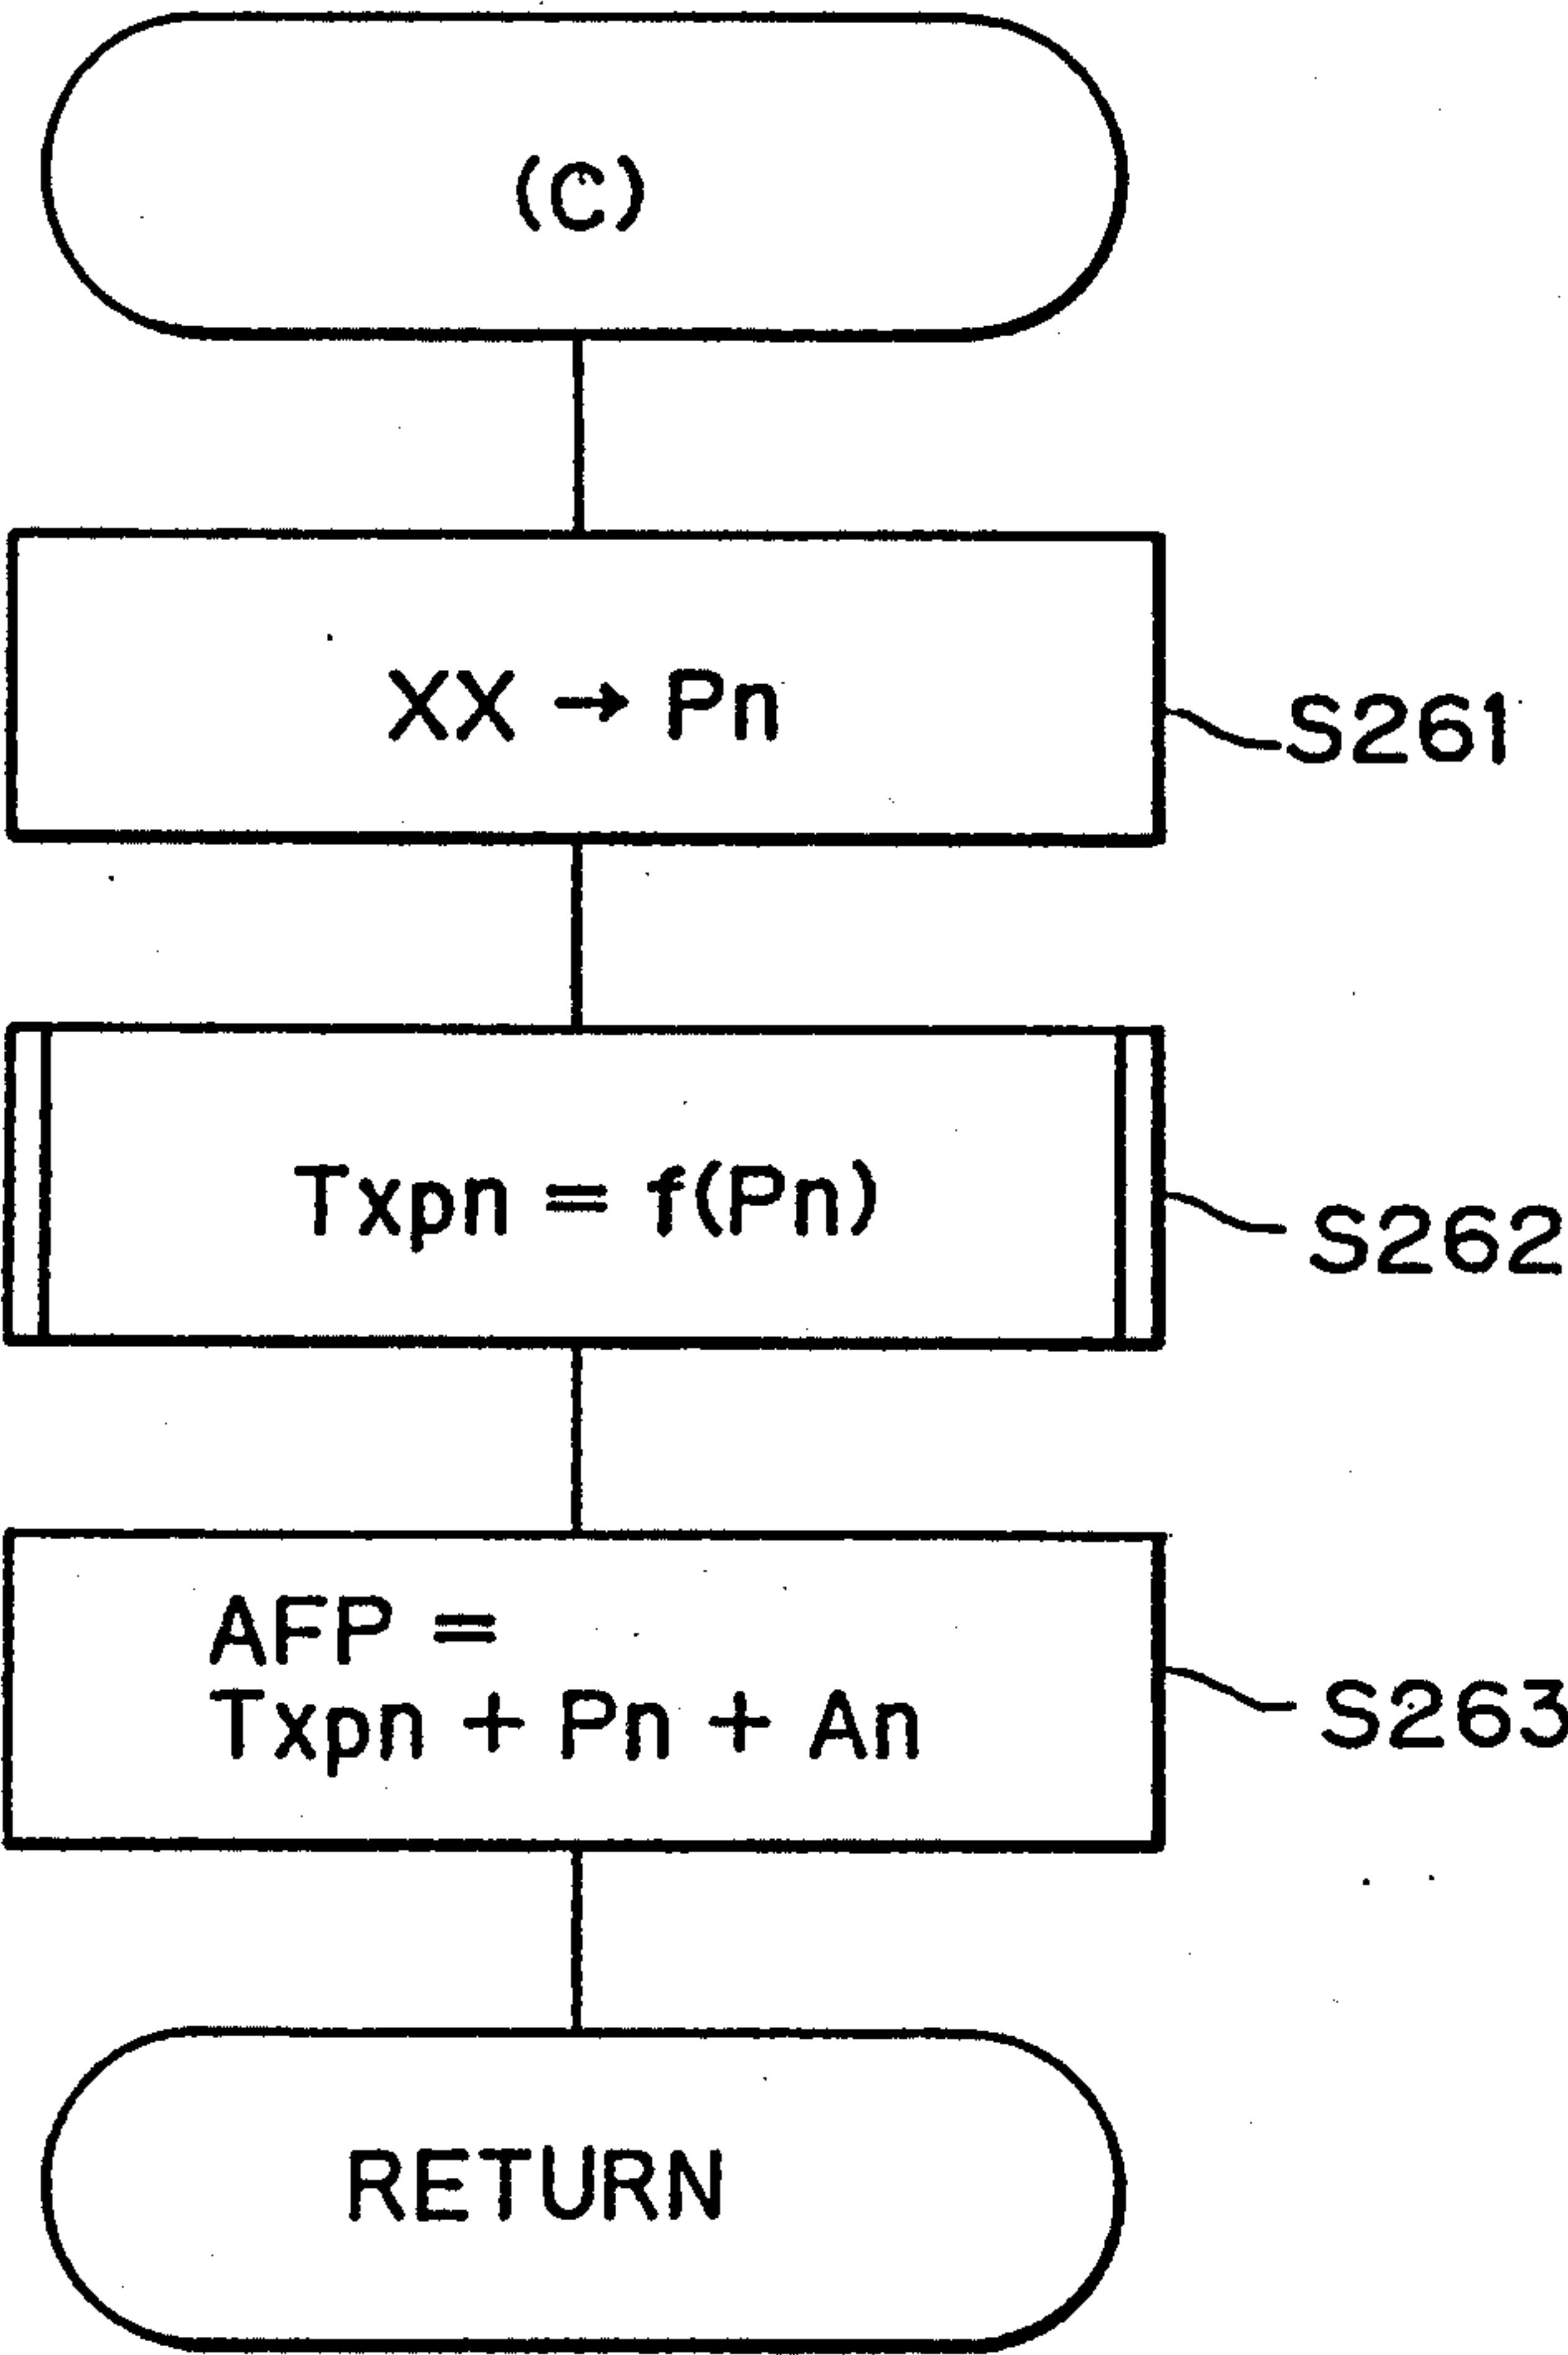 (C)
XX → Pn
S261
Txpn = f(Pn)
S262
AFP =
Txpn + Pn + An
S263
RETURN